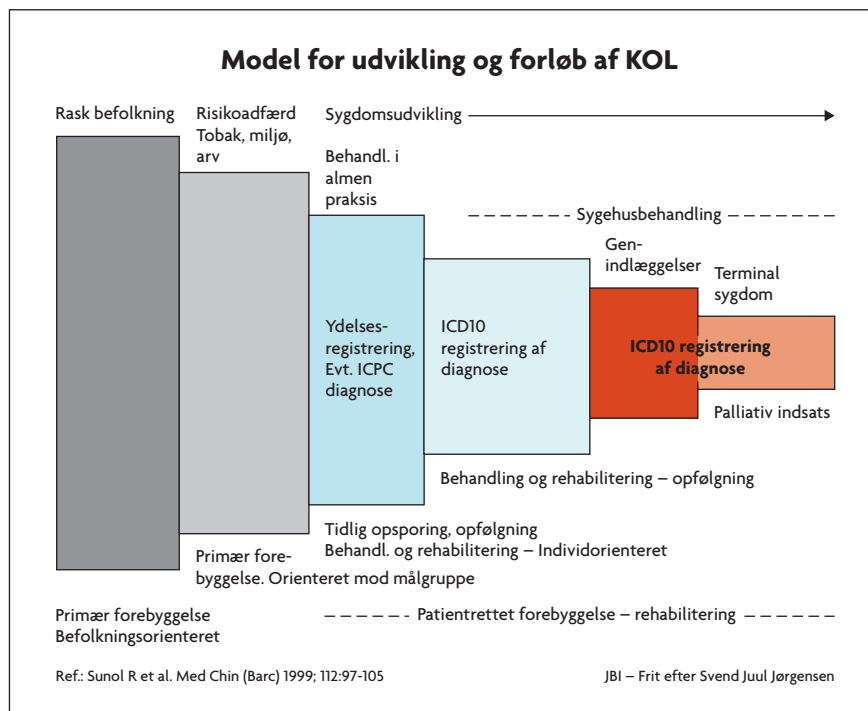 Model for udvikling og forløb af KOL
Rask befolkning
Risikoadfærd
Tobak, miljø,
arv
Sygdomsudvikling
Behandl. i
almen
praksis
Sygehusbehandling
Gen-
indlæggelser
Terminal
sygdom
Ydelses-
registrering,
Evt. ICPC
diagnose
ICD10
registrering af
diagnose
ICD10 registrering
af diagnose
Palliativ indsats
Behandling og rehabilitering – opfølgning
Tidlig opsporing, opfølgning
Behandl. og rehabilitering – Individorienteret
Primær fore-
byggelse. Orienteret mod målgruppe
Primær forebyggelse
Befolkningsorienteret
Patientrettet forebyggelse – rehabilitering
Ref.: Sunol R et al. Med Chin (Barc) 1999; 112:97-105
JBI – Frit efter Svend Juul Jørgensen